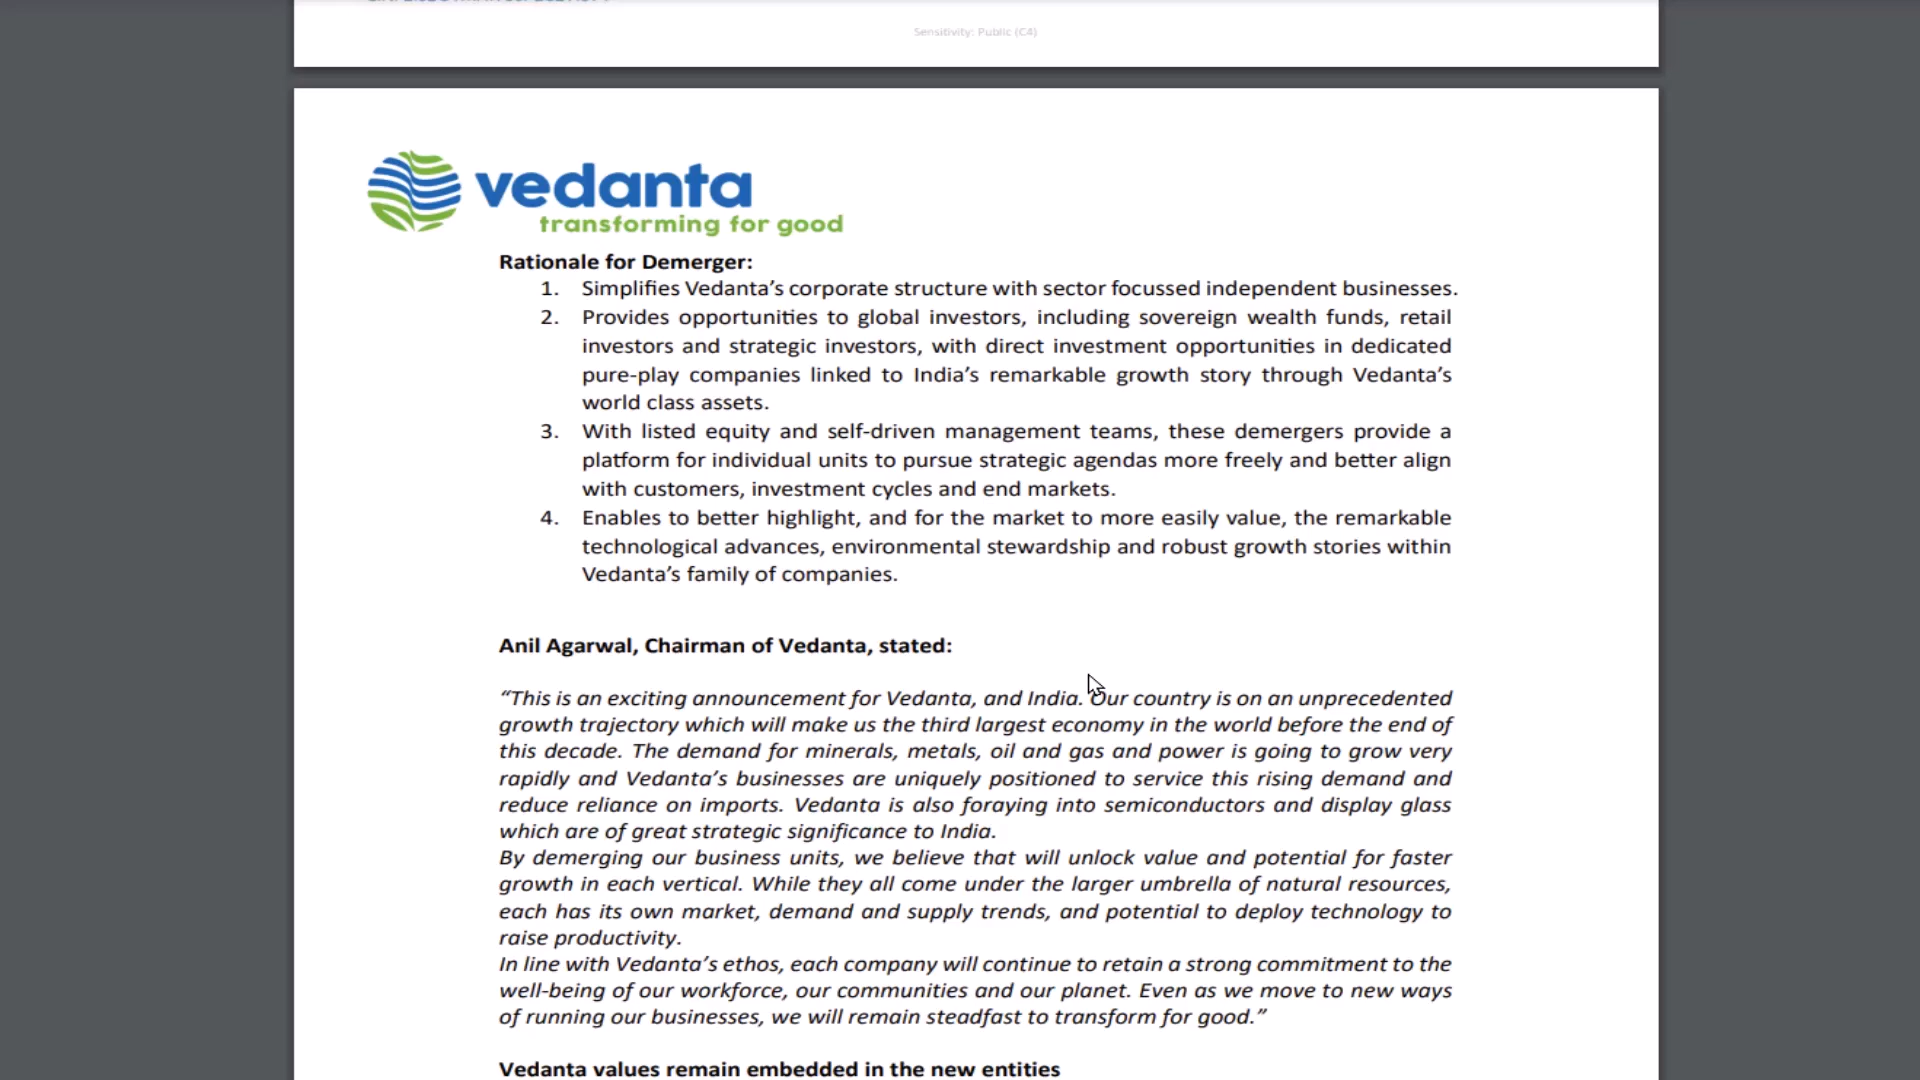 Sensitivity: Public (C4)
vedanta
transforming for good
Rationale for Demerger:
1. Simplifies Vedanta’s corporate structure with sector focussed independent businesses.
2. Provides opportunities to global investors, including sovereign wealth funds, retail
investors and strategic investors, with direct investment opportunities in dedicated
pure-play companies linked to India’s remarkable growth story through Vedanta’s
world class assets.
3. With listed equity and self-driven management teams, these demergers provide a
platform for individual units to pursue strategic agendas more freely and better align
with customers, investment cycles and end markets.
4. Enables to better highlight, and for the market to more easily value, the remarkable
technological advances, environmental stewardship and robust growth stories within
Vedanta’s family of companies.
Anil Agarwal, Chairman of Vedanta, stated:
“This is an exciting announcement for Vedanta, and India. Our country is on an unprecedented
growth trajectory which will make us the third largest economy in the world before the end of
this decade. The demand for minerals, metals, oil and gas and power is going to grow very
rapidly and Vedanta’s businesses are uniquely positioned to service this rising demand and
reduce reliance on imports. Vedanta is also foraying into semiconductors and display glass
which are of great strategic significance to India.
By demerging our business units, we believe that will unlock value and potential for faster
growth in each vertical. While they all come under the larger umbrella of natural resources,
each has its own market, demand and supply trends, and potential to deploy technology to
raise productivity.
In line with Vedanta’s ethos, each company will continue to retain a strong commitment to the
well-being of our workforce, our communities and our planet. Even as we move to new ways
of running our businesses, we will remain steadfast to transform for good.”
Vedanta values remain embedded in the new entities